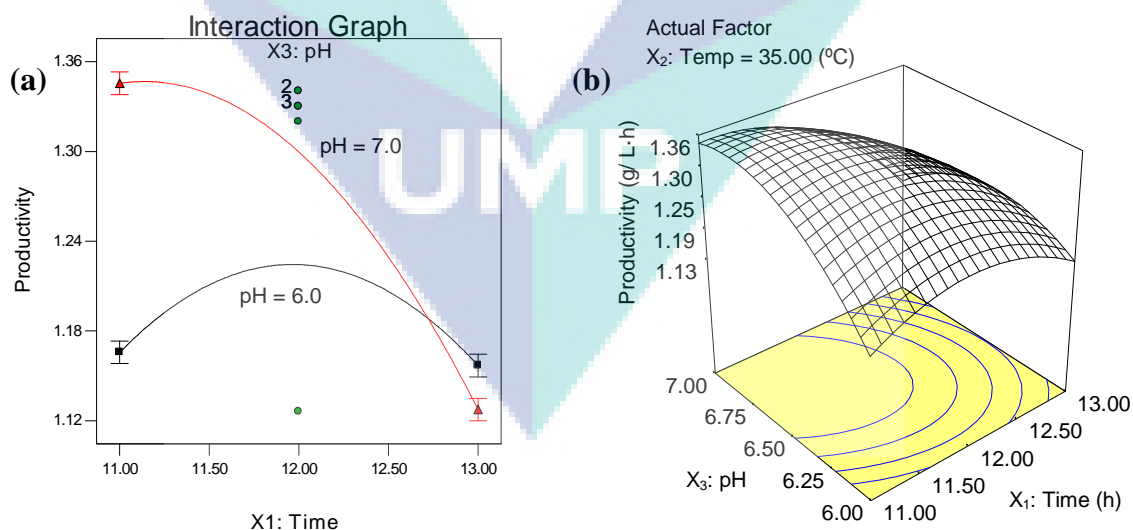 Interaction Graph
(a)
X3: pH
Productivity
1.36
1.30
1.24
1.18
1.12
2
3
pH = 7.0
pH = 6.0
11.00 11.50 12.00 12.50 13.00
X1: Time
UMP
Actual Factor
X₂: Temp = 35.00 (ºC)
(b)
Productivity (g/ L·h)
1.36
1.30
1.25
1.19
1.13
7.00
6.75
6.50
6.25
6.00
X₃: pH
13.00
12.50
12.00
11.50
11.00
X₁: Time (h)